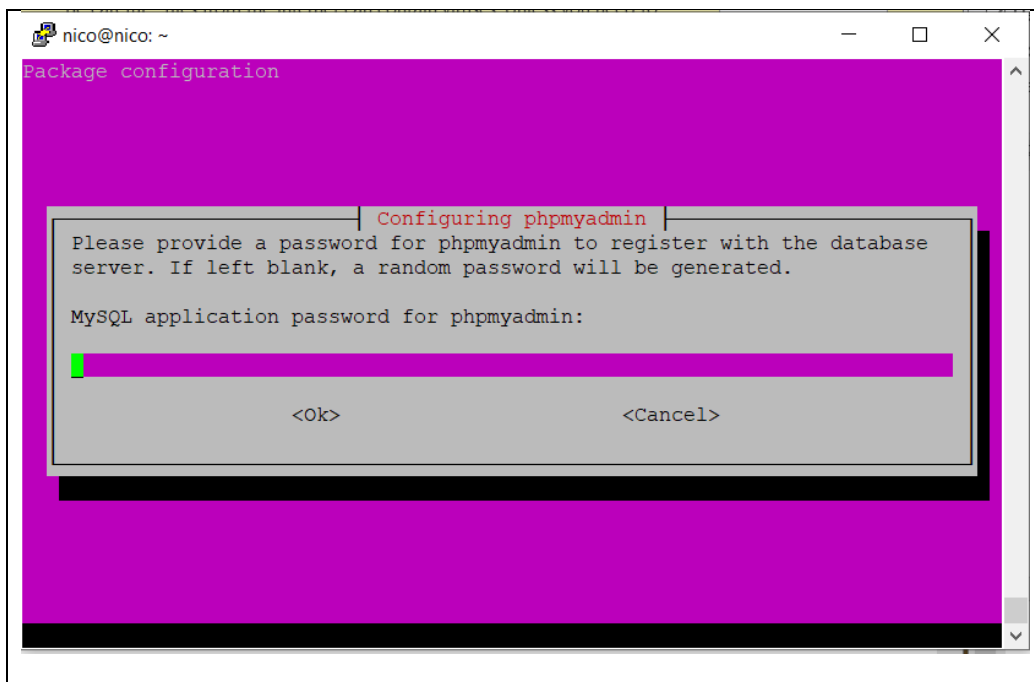 nico@nico: ~
Package configuration
Configuring phpmyadmin
Please provide a password for phpmyadmin to register with the database
server. If left blank, a random password will be generated.
MySQL application password for phpmyadmin:
<Ok> <Cancel>